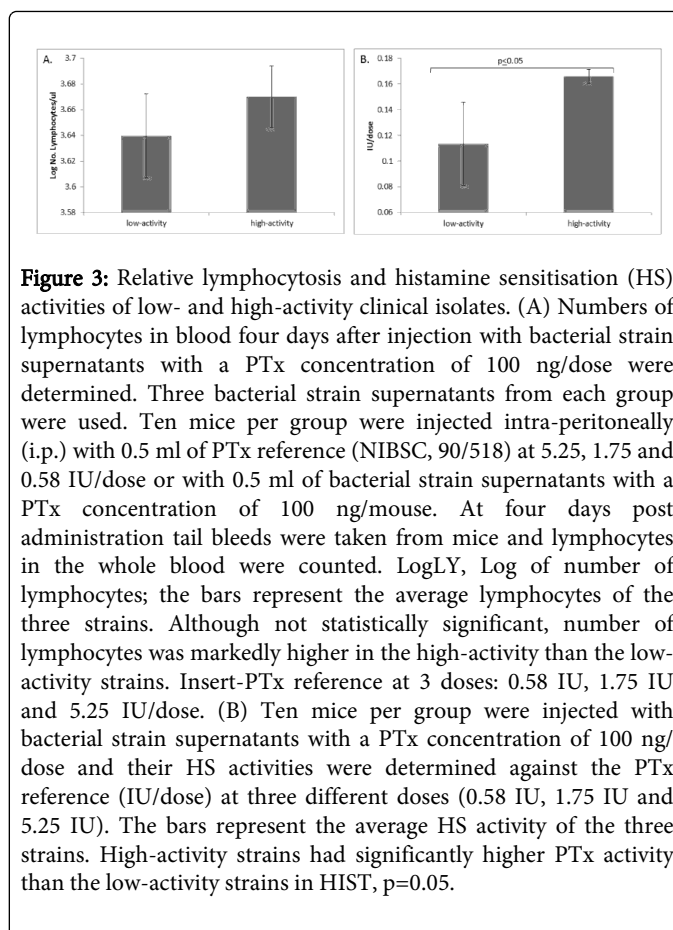 A.
3.7
3.68
3.66
3.64
3.62
3.6
3.58
Log No. Lymphocytes/ul
low-activity
high-activity
B.
0.18
0.16
0.14
0.12
0.1
0.08
0.06
IU/dose
p≤0.05
low-activity
high-activity
Figure 3: Relative lymphocytosis and histamine sensitisation (HS)
activities of low- and high-activity clinical isolates. (A) Numbers of
lymphocytes in blood four days after injection with bacterial strain
supernatants with a PTx concentration of 100 ng/dose were
determined. Three bacterial strain supernatants from each group
were used. Ten mice per group were injected intra-peritoneally
(i.p.) with 0.5 ml of PTx reference (NIBSC, 90/518) at 5.25, 1.75 and
0.58 IU/dose or with 0.5 ml of bacterial strain supernatants with a
PTx concentration of 100 ng/mouse. At four days post
administration tail bleeds were taken from mice and lymphocytes
in the whole blood were counted. LogLY, Log of number of
lymphocytes; the bars represent the average lymphocytes of the
three strains. Although not statistically significant, number of
lymphocytes was markedly higher in the high-activity than the low-
activity strains. Insert-PTx reference at 3 doses: 0.58 IU, 1.75 IU
and 5.25 IU/dose. (B) Ten mice per group were injected with
bacterial strain supernatants with a PTx concentration of 100 ng/
dose and their HS activities were determined against the PTx
reference (IU/dose) at three different doses (0.58 IU, 1.75 IU and
5.25 IU). The bars represent the average HS activity of the three
strains. High-activity strains had significantly higher PTx activity
than the low-activity strains in HIST, p=0.05.